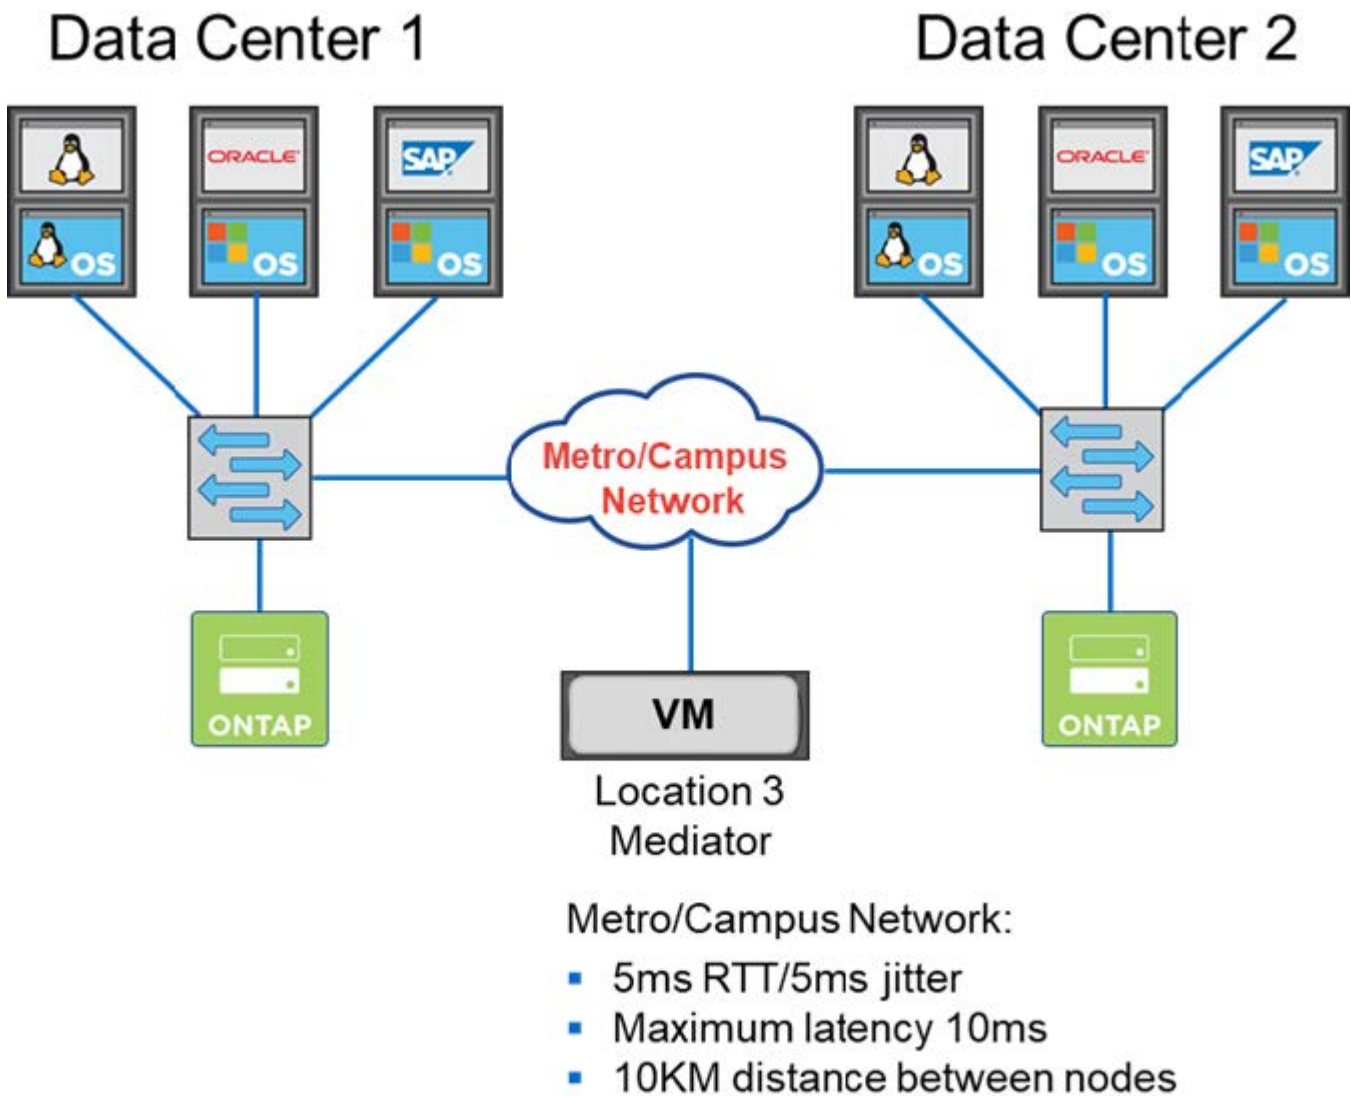 Data Center 1
Data Center 2
ORACLE
SAP
ORACLE
SAP
OS
OS
OS
OS
OS
OS
Metro/Campus
Network
ONTAP
ONTAP
VM
Location 3
Mediator
Metro/Campus Network:
5ms RTT/5ms jitter
Maximum latency 10ms
10KM distance between nodes